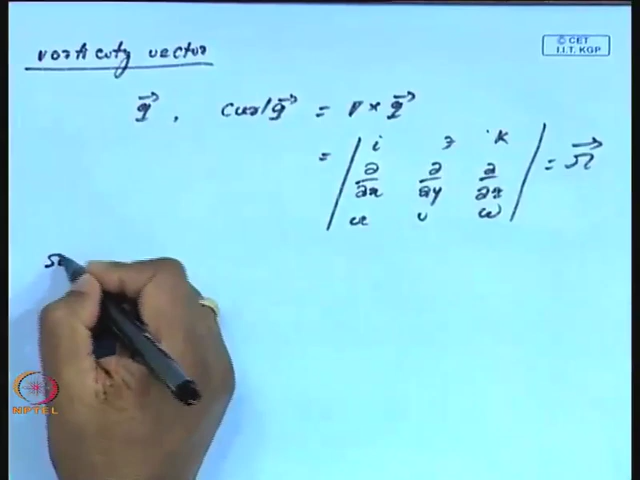 vorticity vector
© CET
I.I.T. KGP
q⃗, curl q⃗ = ∇ × q⃗
= | i j k |
| ∂/∂x ∂/∂y ∂/∂z | = Ω⃗
| u v w |
Ω
NPTEL